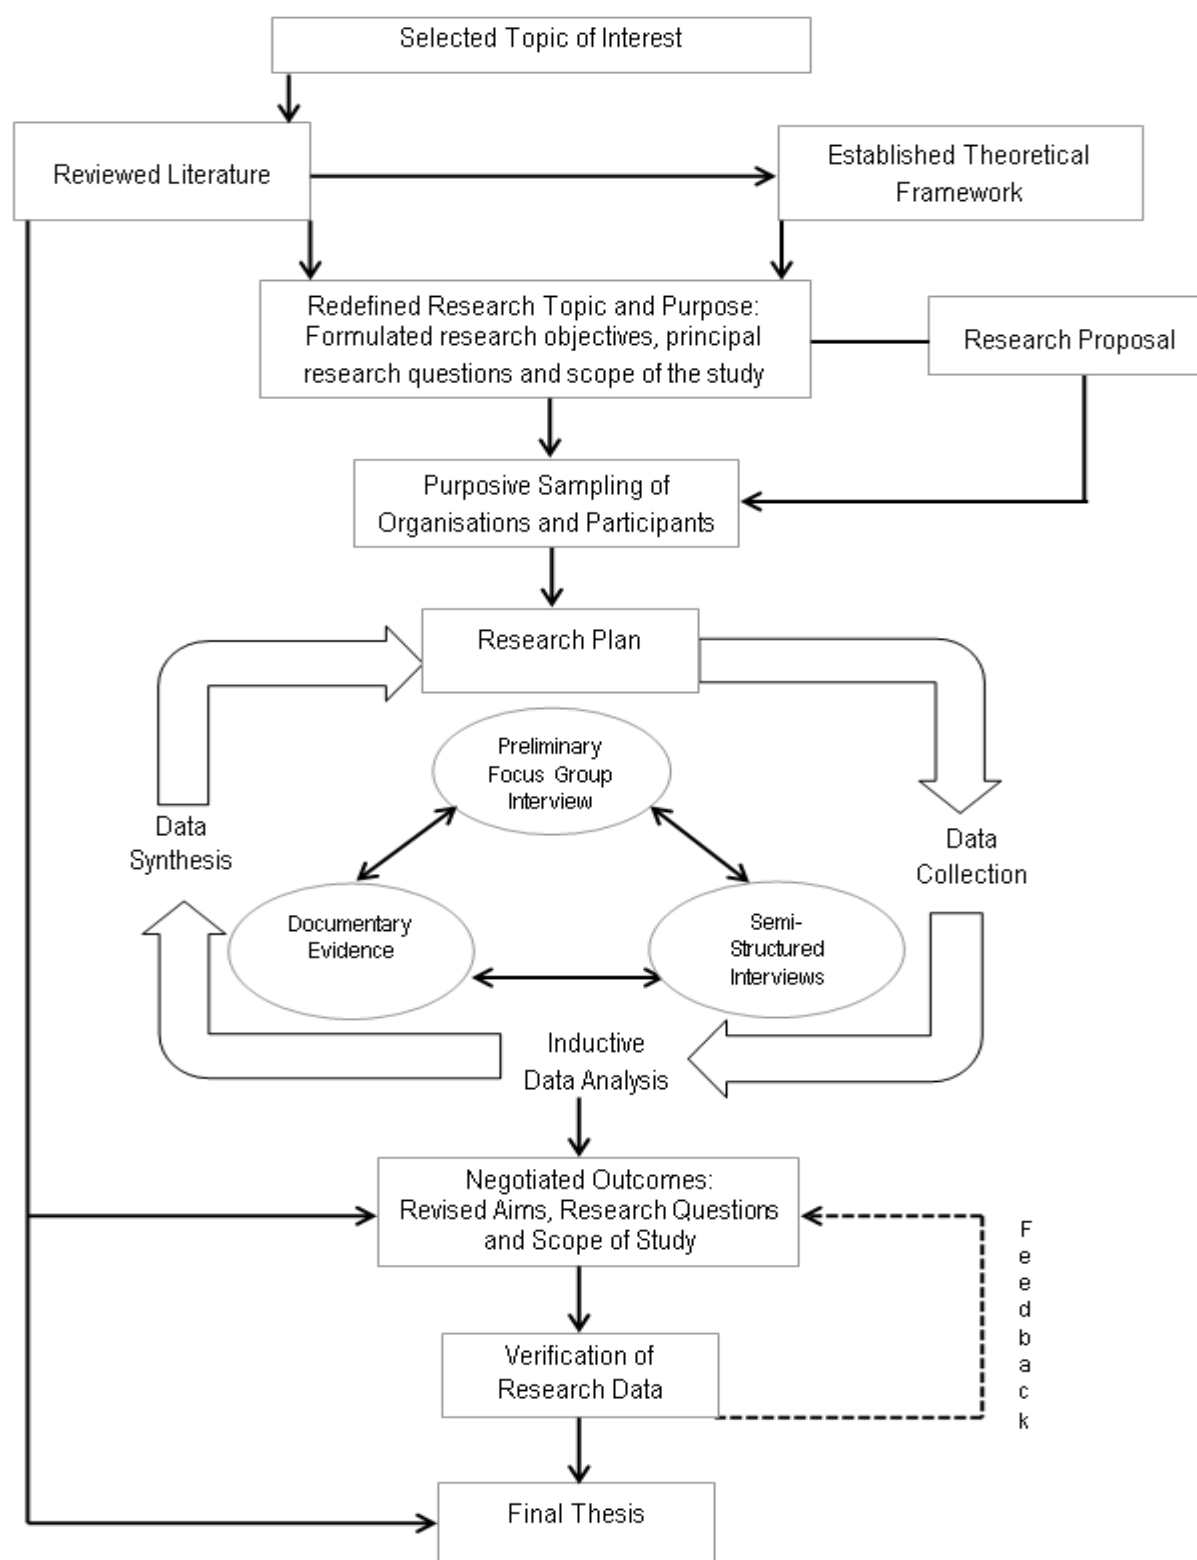 Selected Topic of Interest
Reviewed Literature
Established Theoretical
Framework
Redefined Research Topic and Purpose:
Formulated research objectives, principal
research questions and scope of the study
Research Proposal
Purposive Sampling of
Organisations and Participants
Research Plan
Preliminary
Focus Group
Interview
Data
Synthesis
Data
Collection
Documentary
Evidence
Semi-
Structured
Interviews
Inductive
Data Analysis
Negotiated Outcomes:
Revised Aims, Research Questions
and Scope of Study
F
e
e
d
b
a
c
k
Verification of
Research Data
Final Thesis